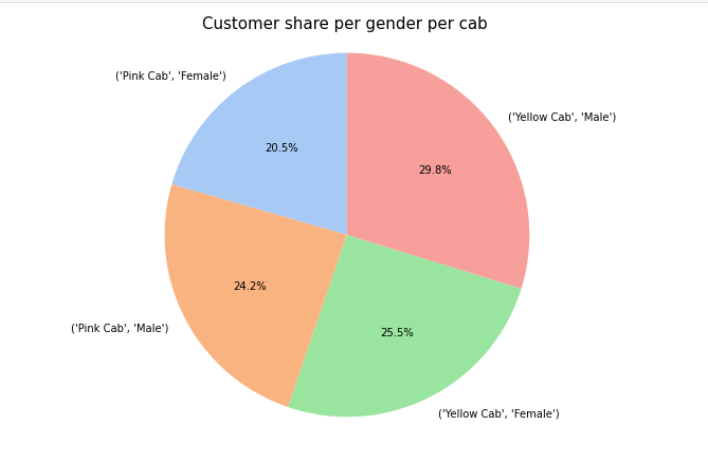 Customer share per gender per cab
('Pink Cab', 'Female')
('Yellow Cab', 'Male')
20.5%
29.8%
24.2%
('Pink Cab', 'Male')
25.5%
('Yellow Cab', 'Female')